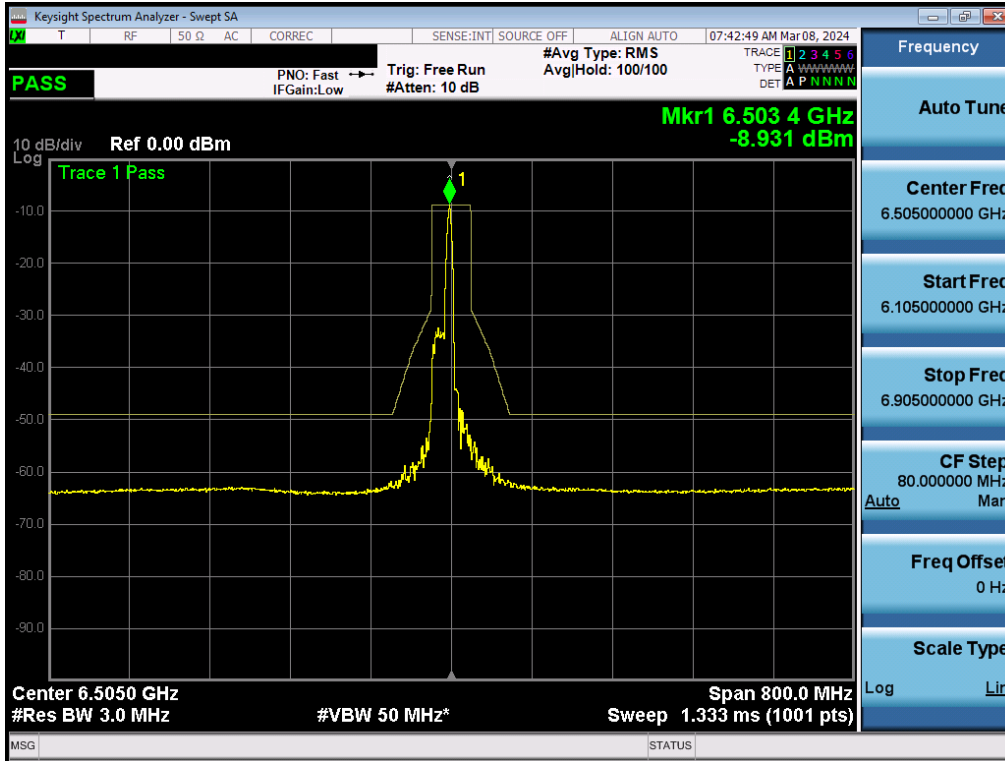 Keysight Spectrum Analyzer - Swept SA
LXI T RF 50 Ω AC CORREC SENSE:INT SOURCE OFF ALIGN AUTO 07:42:49 AM Mar 08, 2024
PASS
PNO: Fast
IFGain:Low
Trig: Free Run
#Atten: 10 dB
#Avg Type: RMS
Avg|Hold: 100/100
TRACE 1 2 3 4 5 6
TYPE A WWWWW
DET A P N N N N
Mkr1 6.503 4 GHz
-8.931 dBm
10 dB/div Ref 0.00 dBm
Log
Trace 1 Pass
1
-10.0
-20.0
-30.0
-40.0
-50.0
-60.0
-70.0
-80.0
-90.0
Center 6.5050 GHz Span 800.0 MHz
#Res BW 3.0 MHz #VBW 50 MHz* Sweep 1.333 ms (1001 pts)
MSG STATUS
Frequency
Auto Tune
Center Freq
6.505000000 GHz
Start Freq
6.105000000 GHz
Stop Freq
6.905000000 GHz
CF Step
80.000000 MHz
Auto Man
Freq Offset
0 Hz
Scale Type
Log Lin